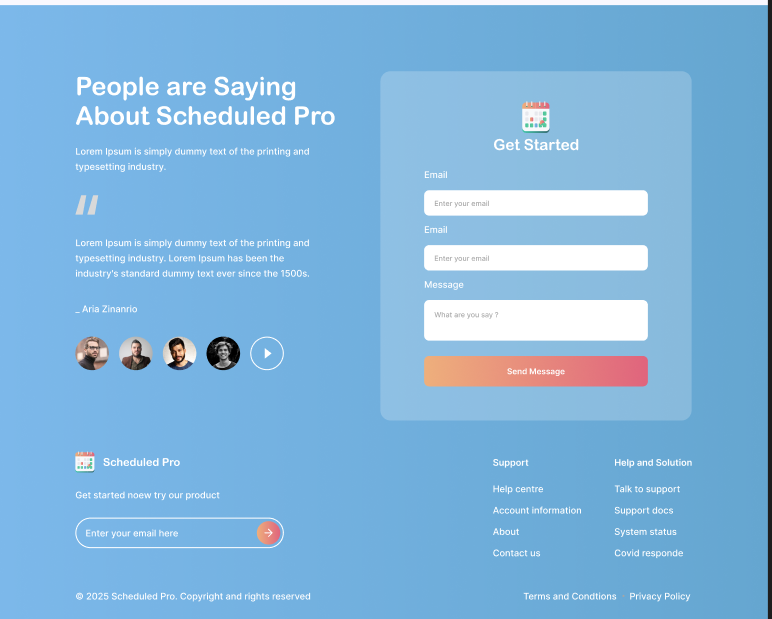 People are Saying
About Scheduled Pro
Lorem Ipsum is simply dummy text of the printing and
typesetting industry.
"
Lorem Ipsum is simply dummy text of the printing and
typesetting industry. Lorem Ipsum has been the
industry's standard dummy text ever since the 1500s.
_ Aria Zinanrio
Get Started
Email
Enter your email
Email
Enter your email
Message
What are you say ?
Send Message
Scheduled Pro
Get started noew try our product
Enter your email here
Support
Help centre
Account information
About
Contact us
Help and Solution
Talk to support
Support docs
System status
Covid responde
© 2025 Scheduled Pro. Copyright and rights reserved
Terms and Condtions · Privacy Policy